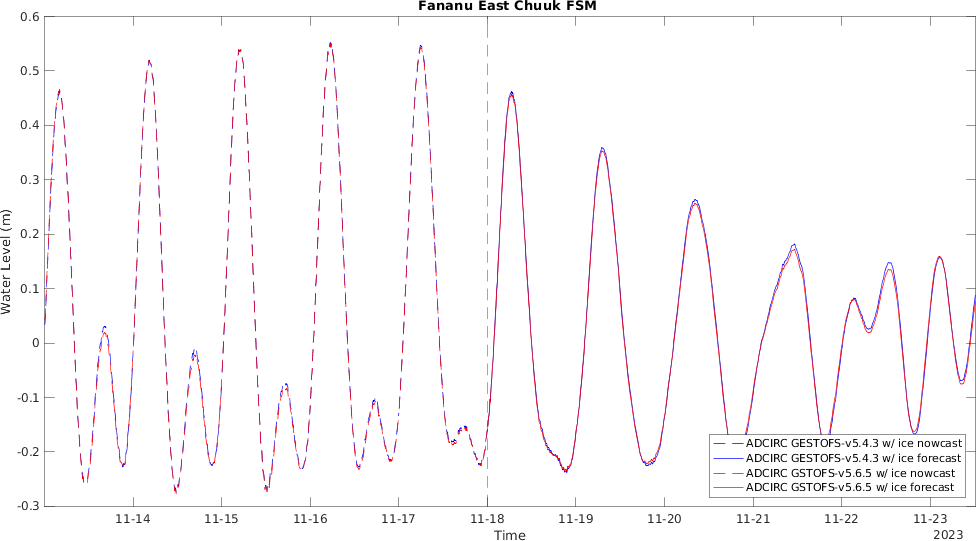 Fananu East Chuuk FSM
0.6
0.5
0.4
0.3
0.2
0.1
0
-0.1
-0.2
-0.3
Water Level (m)
ADCIRC GESTOFS-v5.4.3 w/ ice nowcast
ADCIRC GESTOFS-v5.4.3 w/ ice forecast
ADCIRC GSTOFS-v5.6.5 w/ ice nowcast
ADCIRC GSTOFS-v5.6.5 w/ ice forecast
11-14 11-15 11-16 11-17 11-18 11-19 11-20 11-21 11-22 11-23
Time
2023